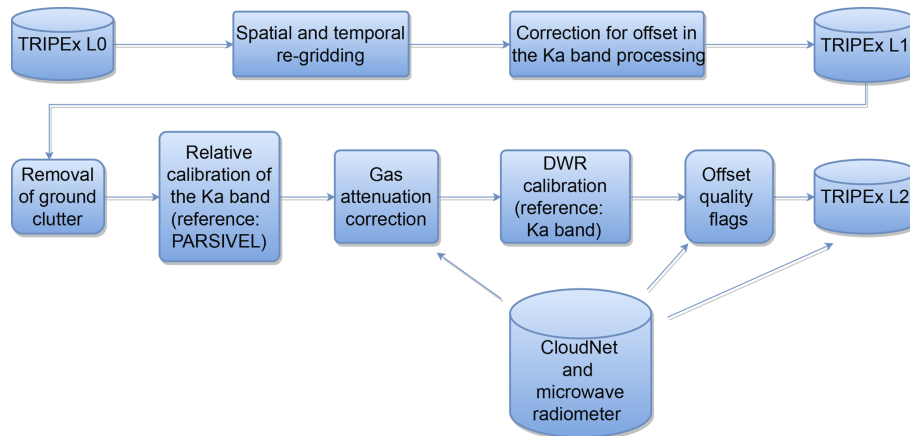 TRIPEx L0
Spatial and temporal
re-gridding
Correction for offset in
the Ka band processing
TRIPEx L1
Removal
of ground
clutter
Relative
calibration of
the Ka band
(reference:
PARSIVEL)
Gas
attenuation
correction
DWR
calibration
(reference:
Ka band)
Offset
quality
flags
TRIPEx L2
CloudNet
and
microwave
radiometer